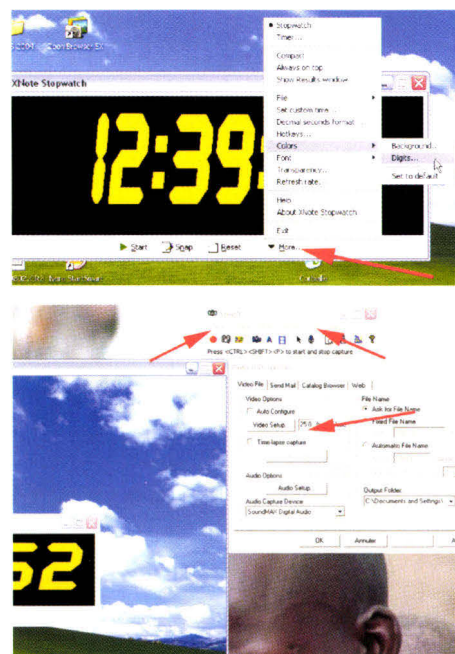 ZoomBrowser EX
XNote Stopwatch
Stopwatch
Timer...
Compact
Always on top
Show Results window
File
Set custom time...
Decimal seconds format...
Hotkeys...
Colors
Font
Transparency...
Refresh rate...
Help
About XNote Stopwatch
Exit
Background...
Digits...
Set to default
12:39:
Start
Snap
Reset
More...
Corbeille
Press <CTRL><SHIFT><P> to start and stop capture
Video File
Send Mail
Catalog Browser
Web
Video Options
Auto Configure
Video Setup...
25.0
Time-lapse capture
Audio Options
Audio Setup...
Audio Capture Device
SoundMAX Digital Audio
File Name
Ask for File Name
Fixed File Name
Automatic File Name
Output Folder
C:\Documents and Settings\
OK
Annuler
52